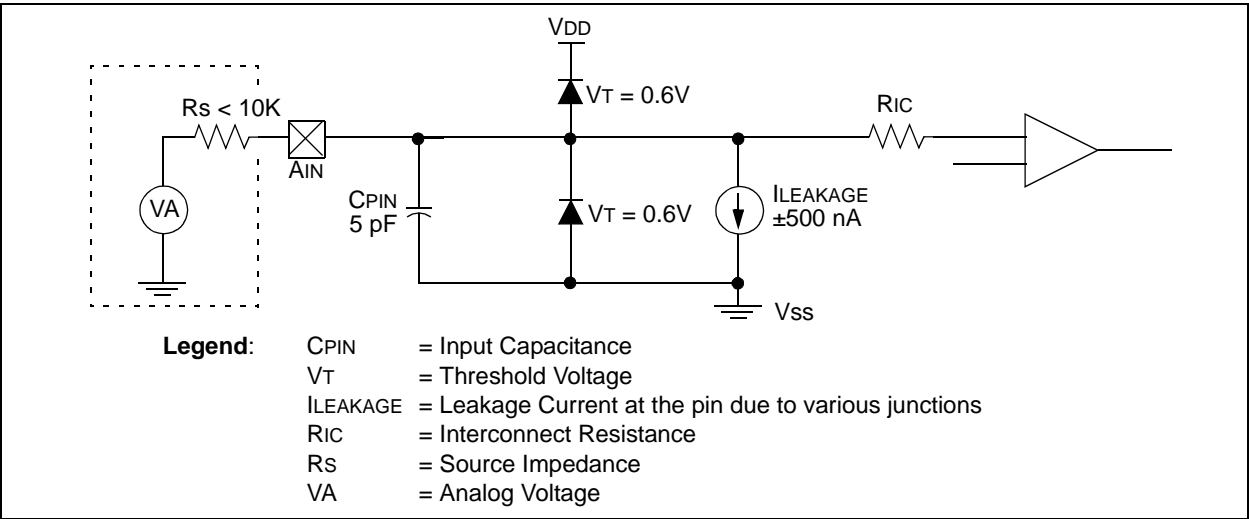 VDD
VT = 0.6V
RIC
RS < 10K
AIN
VA
CPIN
5 pF
VT = 0.6V
ILEAKAGE
±500 nA
VSS
Legend:
CPIN = Input Capacitance
VT = Threshold Voltage
ILEAKAGE = Leakage Current at the pin due to various junctions
RIC = Interconnect Resistance
RS = Source Impedance
VA = Analog Voltage